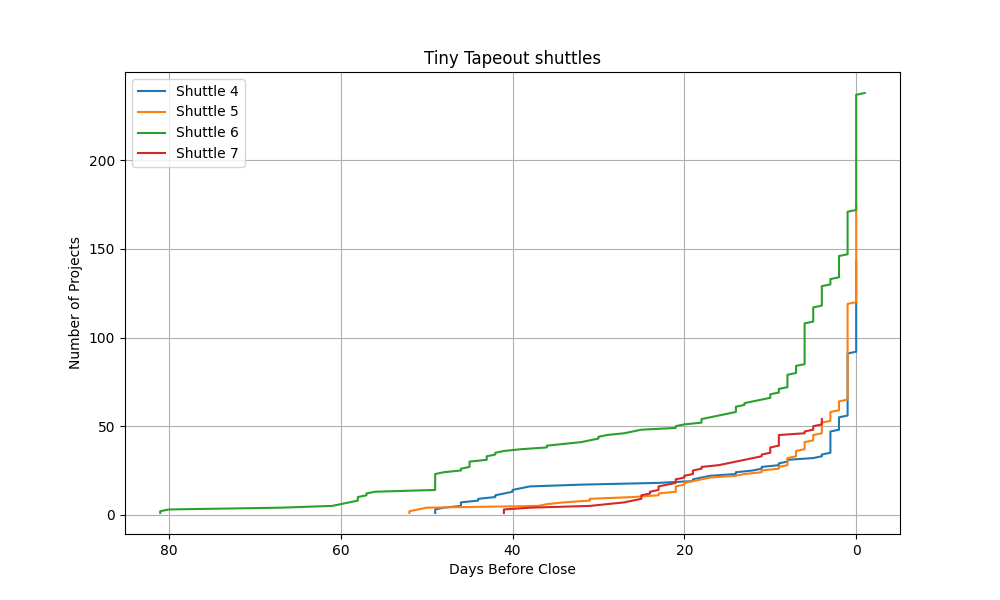 Tiny Tapeout shuttles
Shuttle 4
Shuttle 5
Shuttle 6
Shuttle 7
200
150
100
50
0
Number of Projects
80 60 40 20 0
Days Before Close